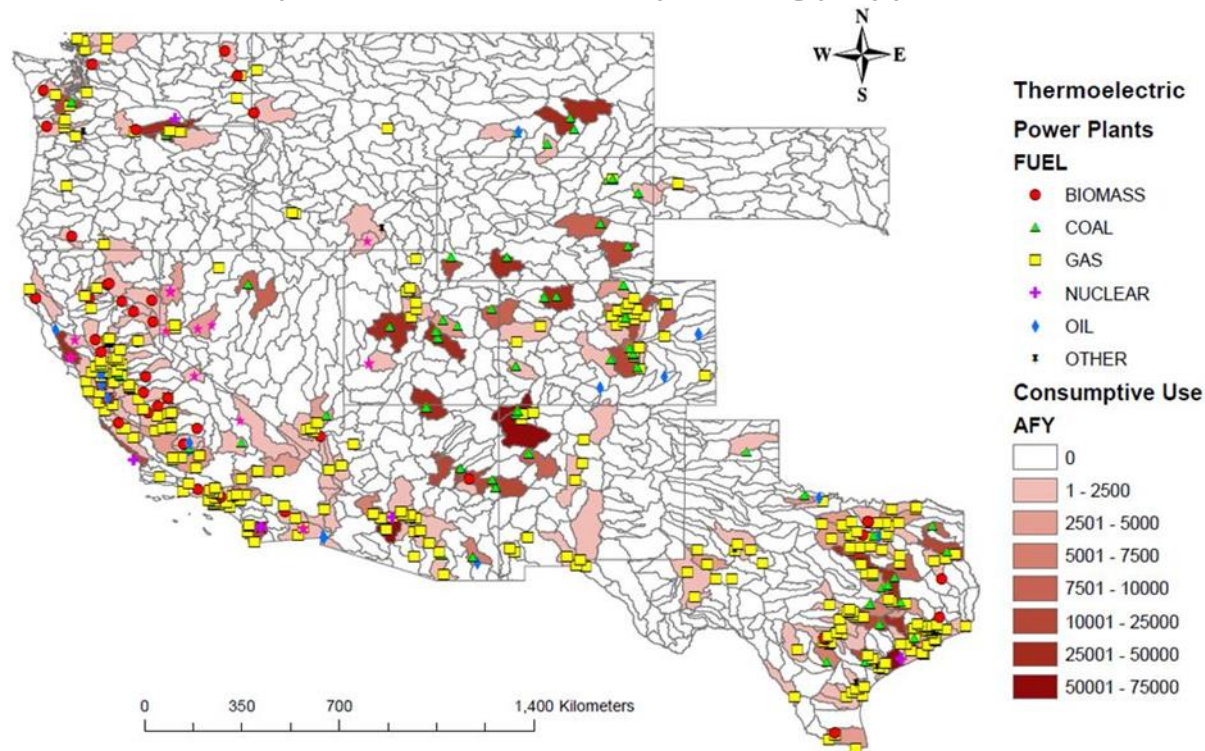 N
W E
S
Thermoelectric
Power Plants
FUEL
BIOMASS
COAL
GAS
NUCLEAR
OIL
OTHER
Consumptive Use
AFY
0
1 - 2500
2501 - 5000
5001 - 7500
7501 - 10000
10001 - 25000
25001 - 50000
50001 - 75000
0 350 700 1,400 Kilometers